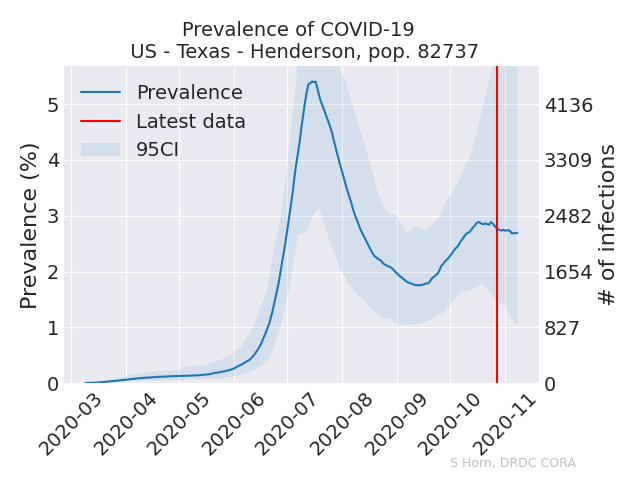 Prevalence of COVID-19
US - Texas - Henderson, pop. 82737
Prevalence
Latest data
95CI
Prevalence (%)
5
4
3
2
1
0
4136
3309
2482
1654
827
0
# of infections
2020-03
2020-04
2020-05
2020-06
2020-07
2020-08
2020-09
2020-10
2020-11
S Horn, DRDC CORA